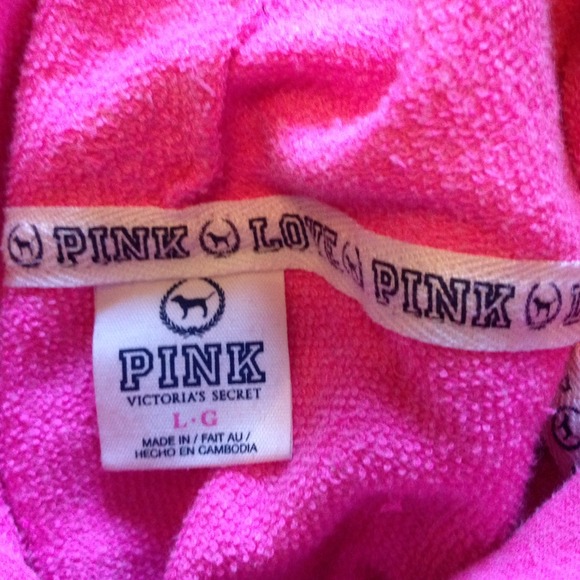 PINK LOVE PINK
PINK
VICTORIA'S SECRET
L·G
MADE IN / FAIT AU /
HECHO EN CAMBODIA